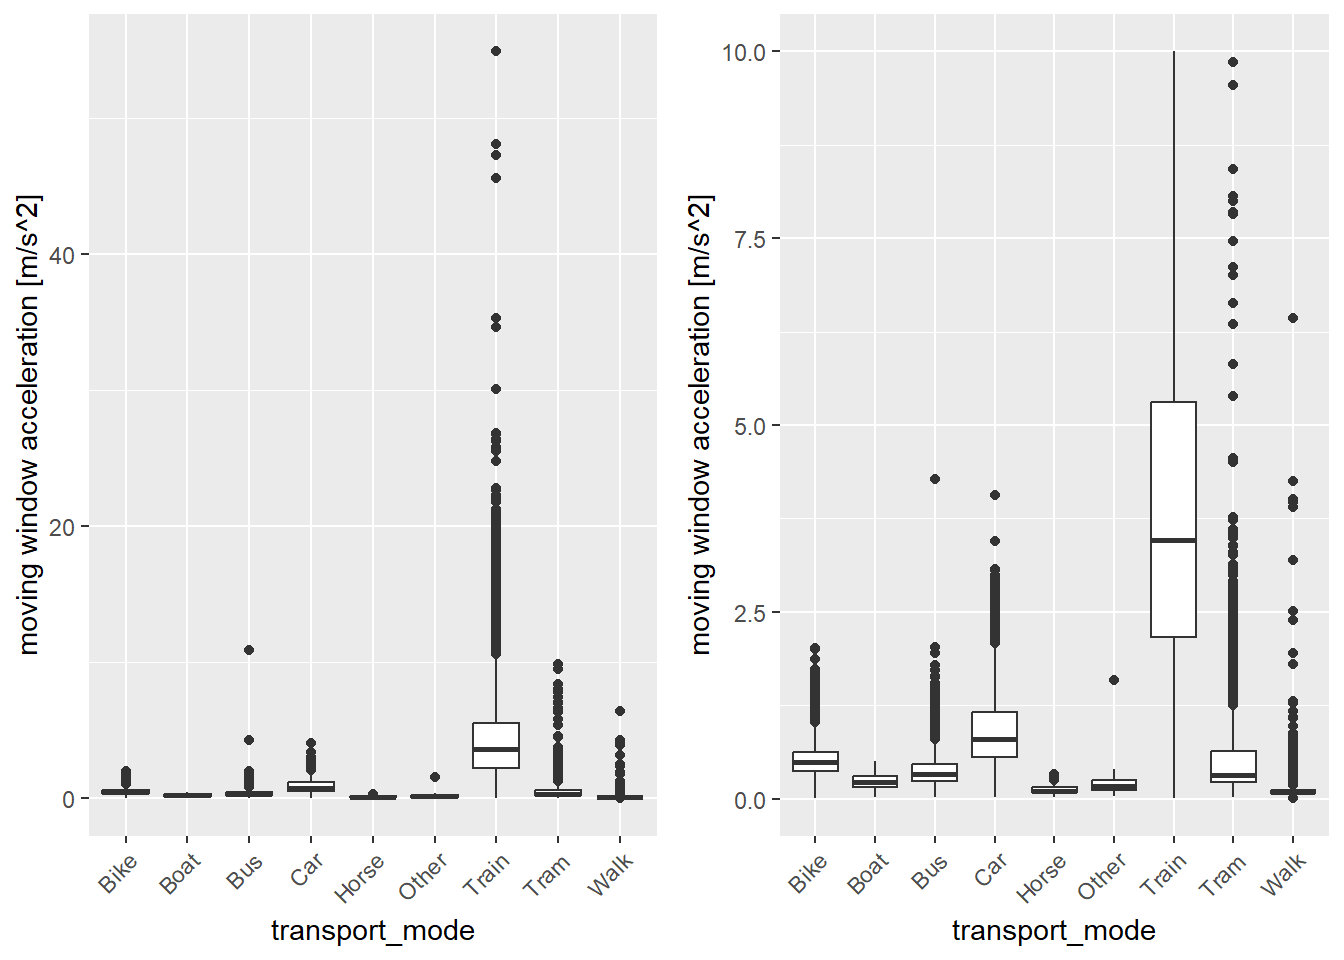 moving window acceleration [m/s^2]
40
20
0
Bike
Boat
Bus
Car
Horse
Other
Train
Tram
Walk
transport_mode
moving window acceleration [m/s^2]
10.0
7.5
5.0
2.5
0.0
Bike
Boat
Bus
Car
Horse
Other
Train
Tram
Walk
transport_mode